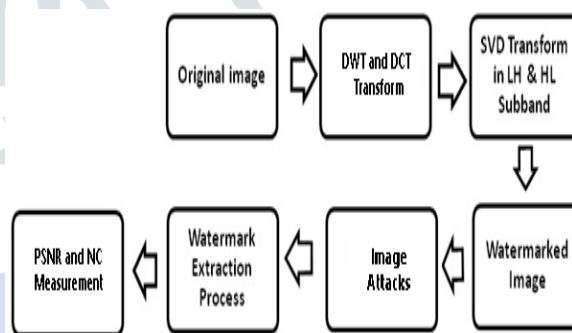 Original image
DWT and DCT
Transform
SVD Transform
in LH & HL
Subband
Watermarked
Image
Image
Attacks
Watermark
Extraction
Process
PSNR and NC
Measurement